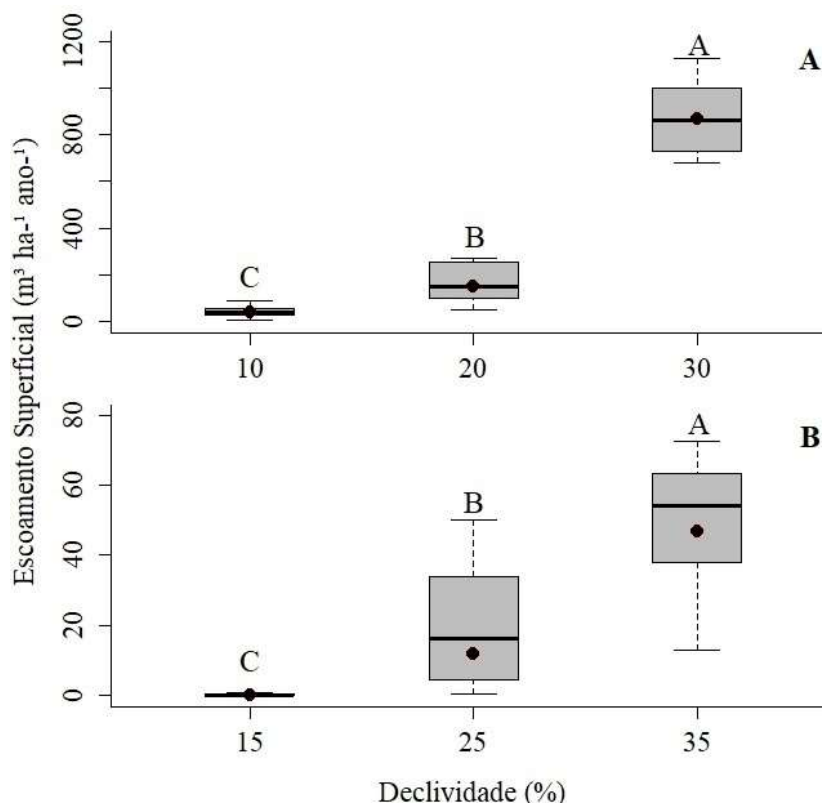 Escoamento Superficial (m³ ha-¹ ano-¹)
1200
800
400
0
A
B
C
A
10 20 30
80
60
40
20
0
A
B
C
B
15 25 35
Declividade (%)